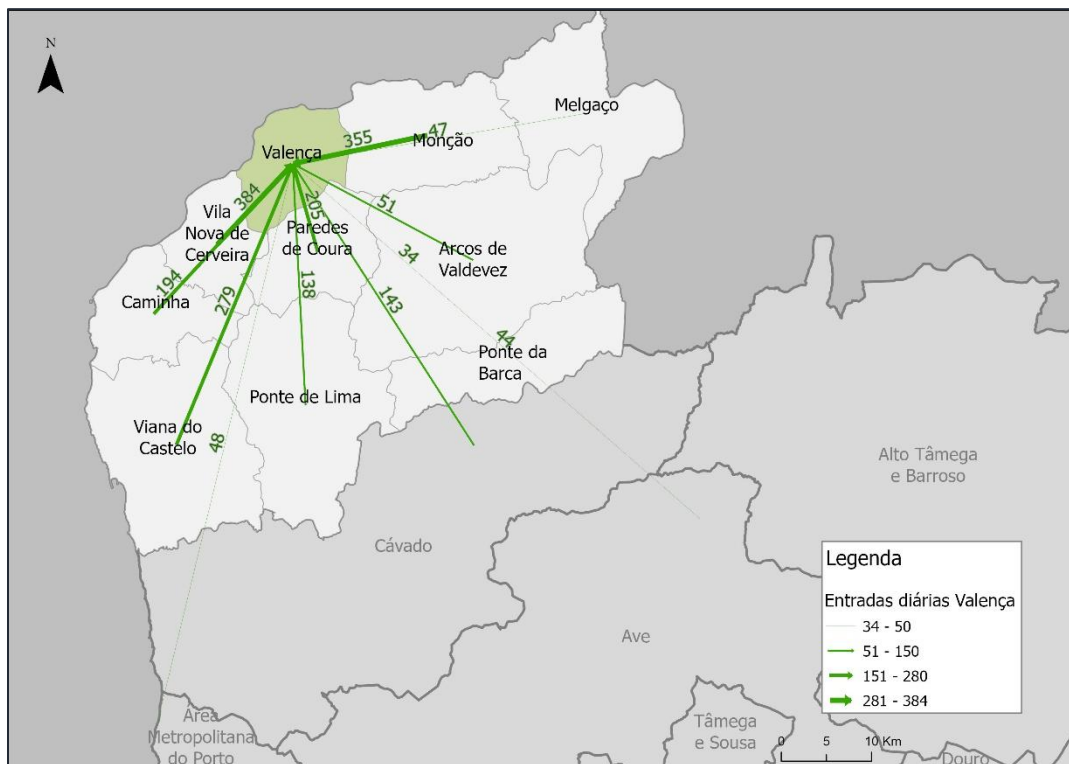 N
Melgaço
47
355
Monção
Valença
384
205
51
Vila
Nova de
Cerveira
Paredes
de Coura
34
Arcos de
Valdevez
194
279
138
143
Caminha
44
Ponte da
Barca
Ponte de Lima
Viana do
Castelo
48
Alto Tâmega
e Barroso
Cávado
Ave
Legenda
Entradas diárias Valença
34 - 50
51 - 150
151 - 280
281 - 384
Área
Metropolitana
do Porto
Tâmega
e Sousa
0 5 10 Km
Douro